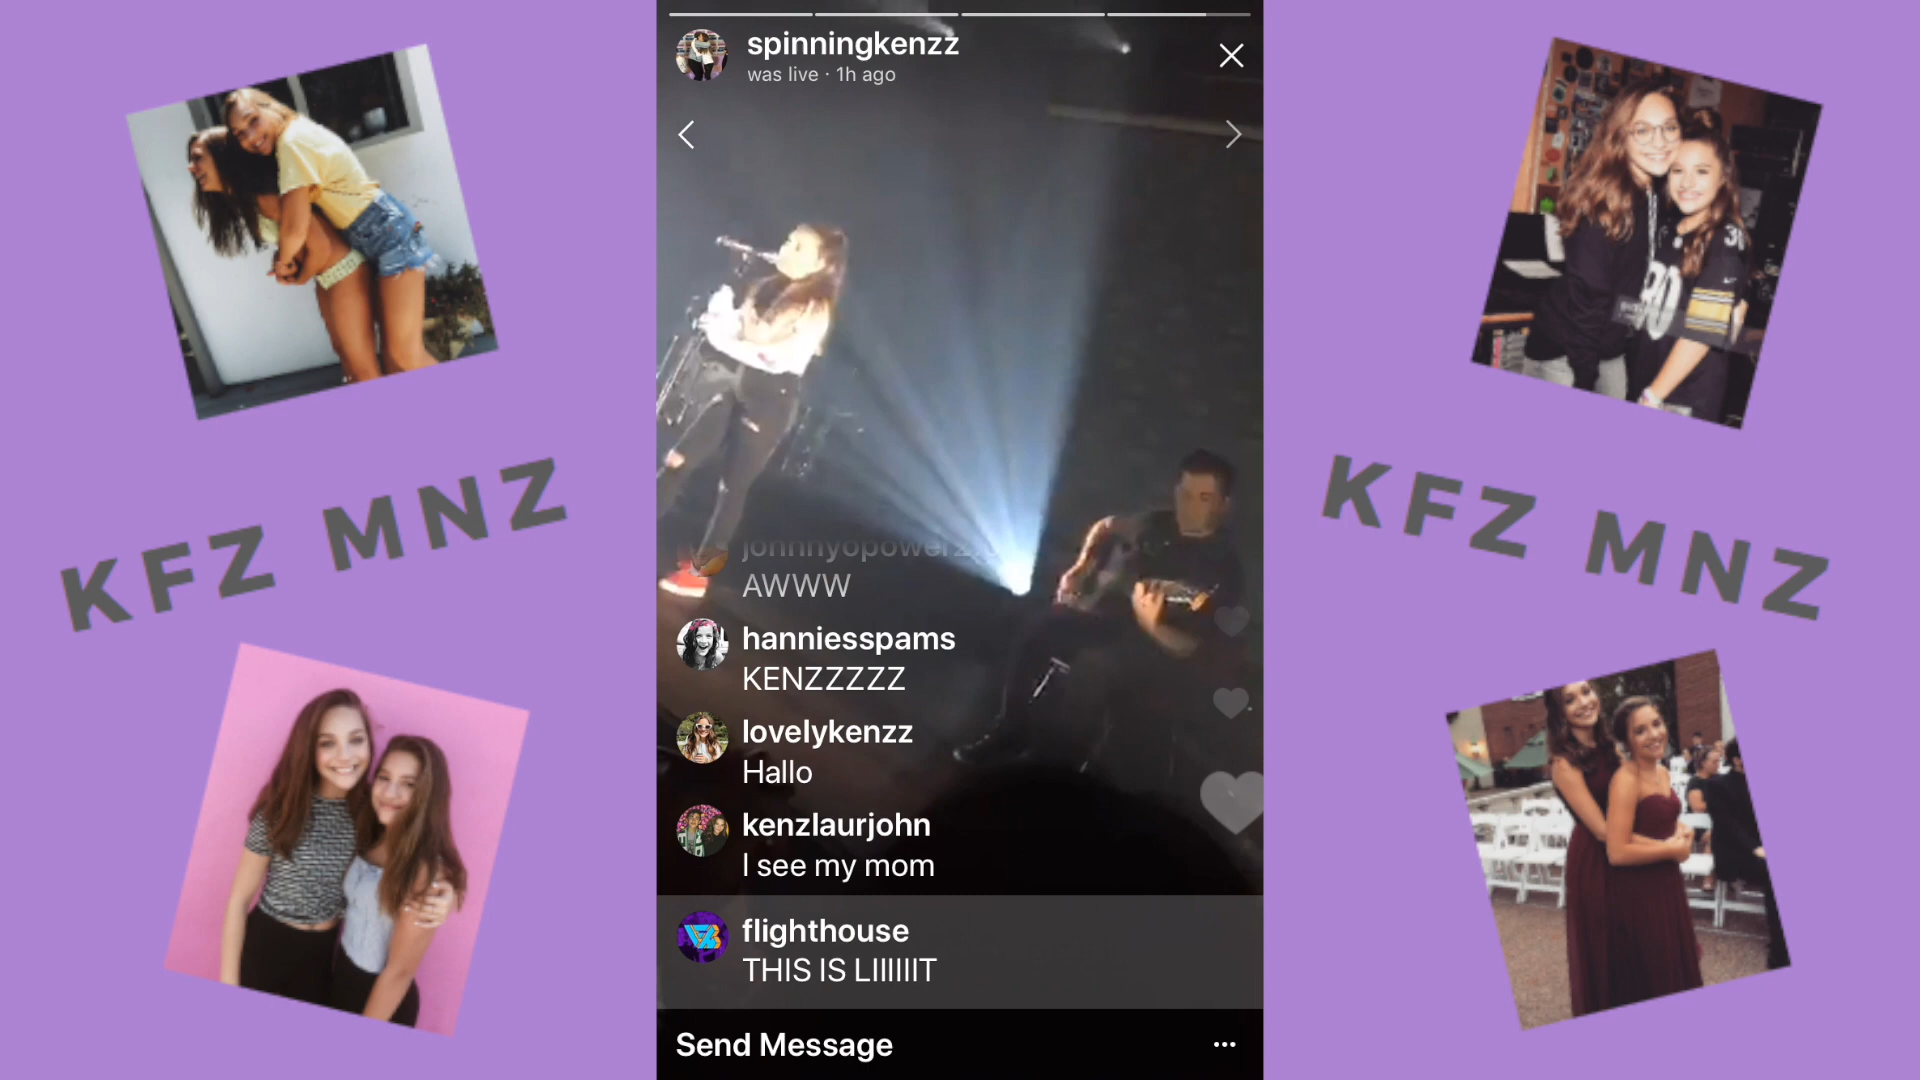 spinningkenzz
was live · 1h ago
KFZ MNZ
KFZ MNZ
AWWW
hanniesspams
KENZZZZZ
lovelykenzz
Hallo
kenzlaurjohn
I see my mom
flighthouse
THIS IS LIIIIIIT
Send Message